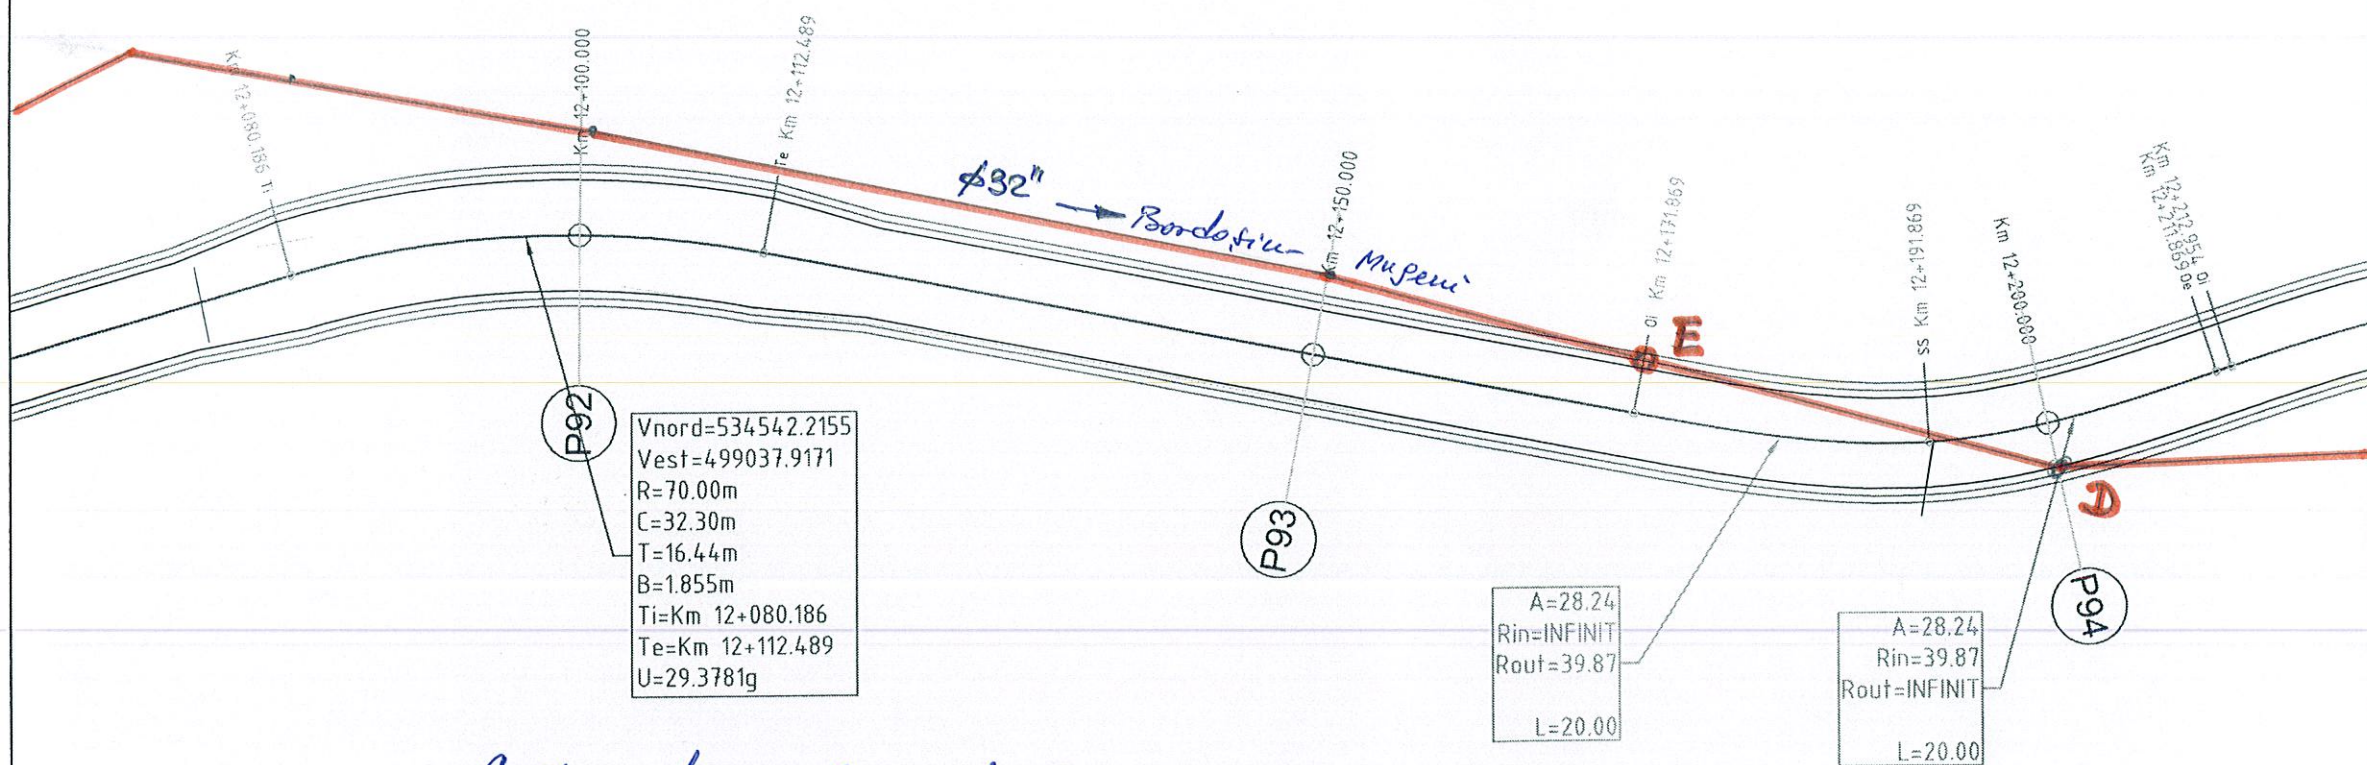 Km 12+080.186 Ti
Km 12+100.000
Te Km 12+112.489
ϕ32"
Bordoșiu - Mugeni
Km 12+150.000
Oi Km 12+171.869
E
SS Km 12+191.869
Km 12+200.000
Km 12+212.954 Oi
Km 12+211.869 Oe
D
P92
Vnord=534542.2155
Vest=499037.9171
R=70.00m
C=32.30m
T=16.44m
B=1.855m
Ti=Km 12+080.186
Te=Km 12+112.489
U=29.3781g
P93
A=28.24
Rin=INFINIT
Rout=39.87
L=20.00
A=28.24
Rin=39.87
Rout=INFINIT
L=20.00
P94